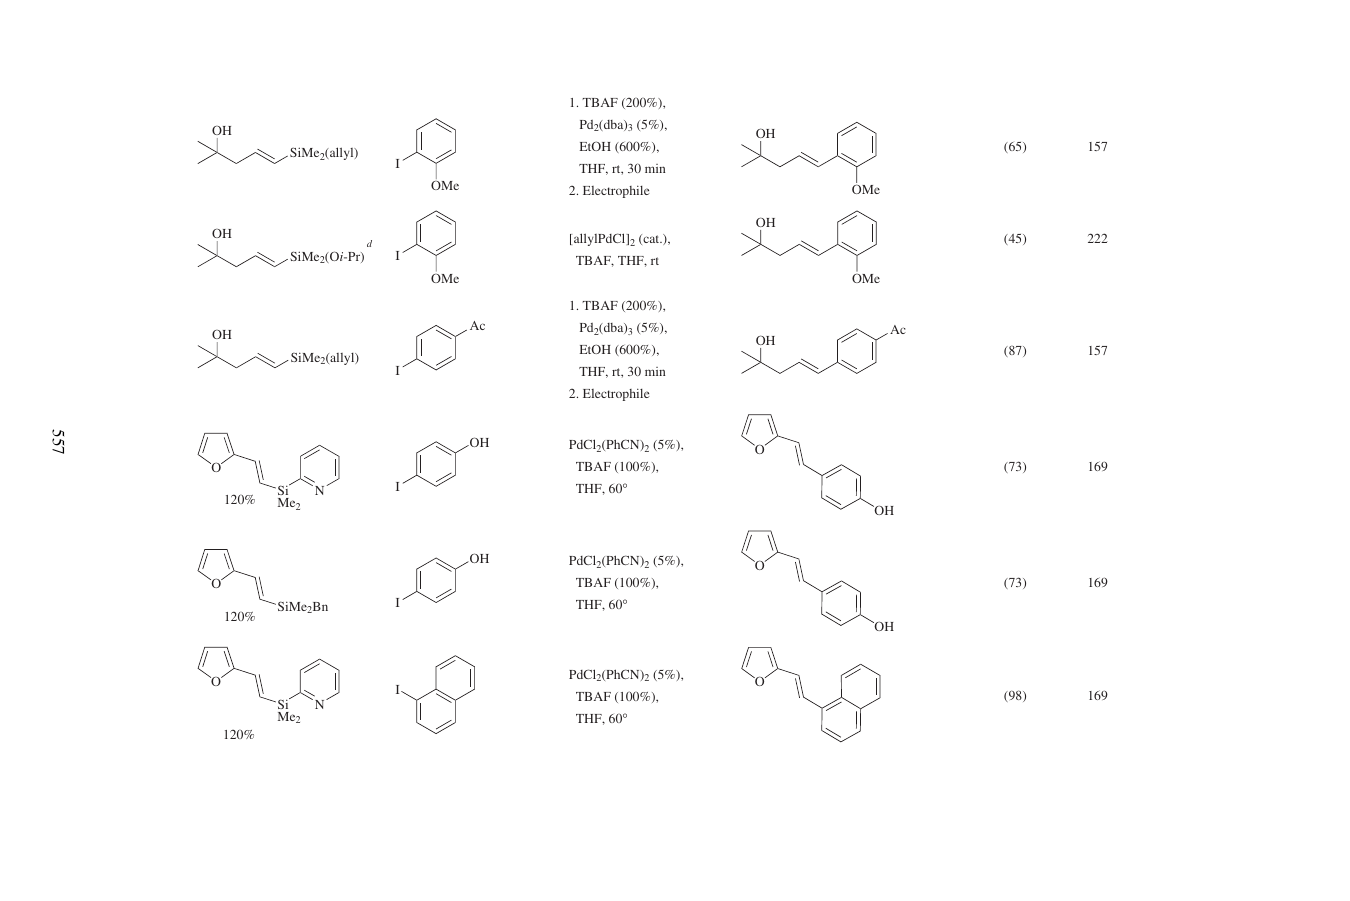 1. TBAF (200%),
Pd2(dba)3 (5%),
EtOH (600%),
THF, rt, 30 min
2. Electrophile
OH
SiMe2(allyl)
I
OMe
OH
OMe
(65)
157
OH
SiMe2(Oi-Pr) d
I
OMe
[allylPdCl]2 (cat.),
TBAF, THF, rt
OH
OMe
(45)
222
OH
SiMe2(allyl)
Ac
I
1. TBAF (200%),
Pd2(dba)3 (5%),
EtOH (600%),
THF, rt, 30 min
2. Electrophile
OH
Ac
(87)
157
557
O
Si
Me2
N
120%
OH
I
PdCl2(PhCN)2 (5%),
TBAF (100%),
THF, 60°
O
OH
(73)
169
O
SiMe2Bn
120%
OH
I
PdCl2(PhCN)2 (5%),
TBAF (100%),
THF, 60°
O
OH
(73)
169
O
Si
Me2
N
120%
I
PdCl2(PhCN)2 (5%),
TBAF (100%),
THF, 60°
O
(98)
169